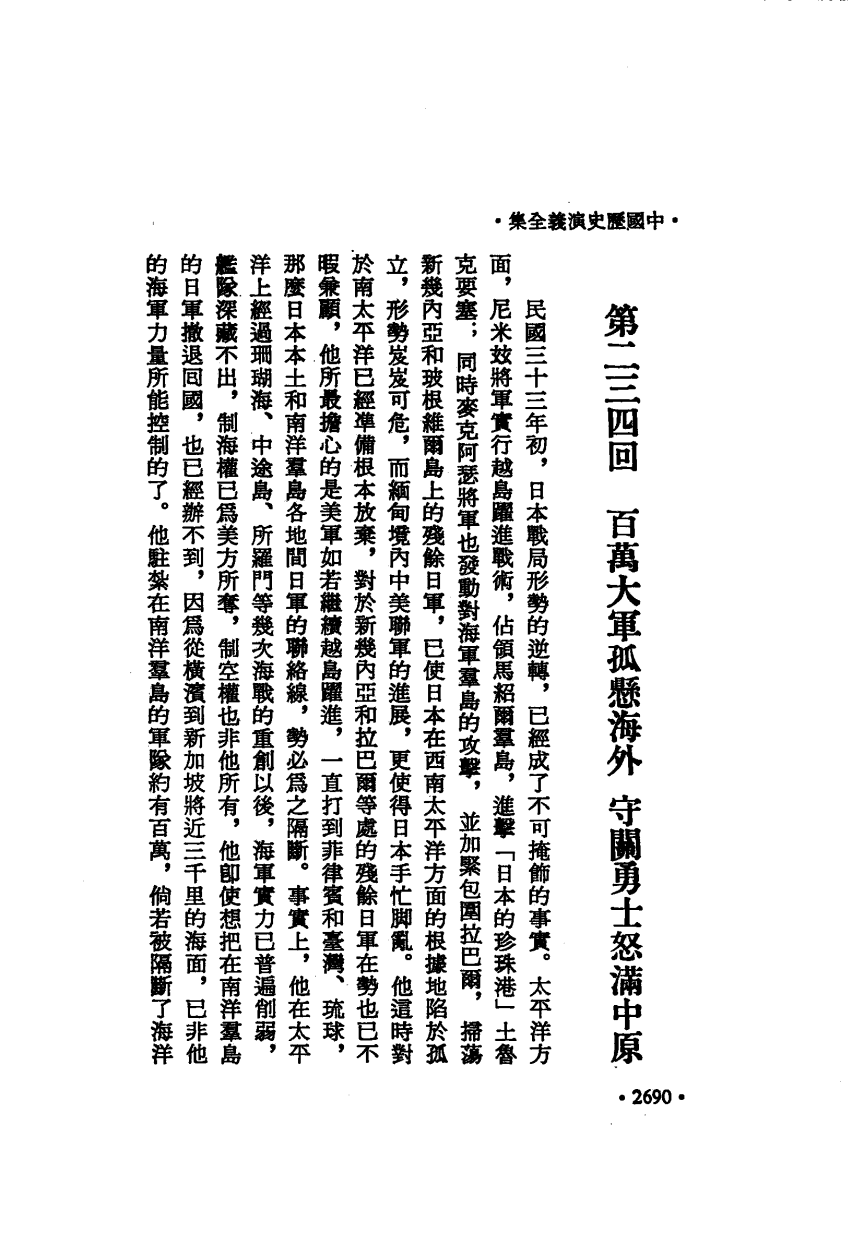 •中國歷史演義全集•
第二三四回　百萬大軍孤懸海外　守關勇士怒滿中原
民國三十三年初，日本戰局形勢的逆轉，已經成了不可掩飾的事實。太平洋方
面，尼米玆將軍實行越島躍進戰術，佔領馬紹爾羣島，進擊「日本的珍珠港」土魯
克要塞；同時麥克阿瑟將軍也發動對海軍羣島的攻擊，並加緊包圍拉巴爾，掃蕩
新幾內亞和玻根維爾島上的殘餘日軍，已使日本在西南太平洋方面的根據地陷於孤
立，形勢岌岌可危，而緬甸境內中美聯軍的進展，更使得日本手忙脚亂。他這時對
於南太平洋已經準備根本放棄，對於新幾內亞和拉巴爾等處的殘餘日軍在勢也已不
暇兼顧，他所最擔心的是美軍如若繼續越島躍進，一直打到菲律賓和臺灣、琉球，
那麼日本本土和南洋羣島各地間日軍的聯絡線，勢必爲之隔斷。事實上，他在太平
洋上經過珊瑚海、中途島、所羅門等幾次海戰的重創以後，海軍實力已普遍削弱，
艦隊深藏不出，制海權已爲美方所奪，制空權也非他所有，他卽使想把在南洋羣島
的日軍撤退回國，也已經辦不到，因爲從橫濱到新加坡將近三千里的海面，已非他
的海軍力量所能控制的了。他駐紮在南洋羣島的軍隊約有百萬，倘若被隔斷了海洋
•2690•